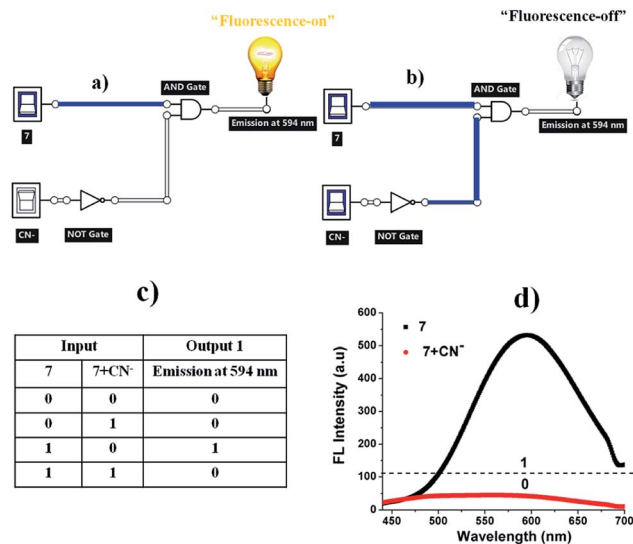 “Fluorescence-on”
a)
AND Gate
7
Emission at 594 nm
CN-
NOT Gate
“Fluorescence-off”
b)
AND Gate
7
Emission at 594 nm
CN-
NOT Gate
c)
Input Output 1
7 7+CN⁻ Emission at 594 nm
0 0 0
0 1 0
1 0 1
1 1 0
d)
7
7+CN⁻
FL Intensity (a.u)
600
500
400
300
200
100
0
1
0
450 500 550 600 650 700
Wavelength (nm)